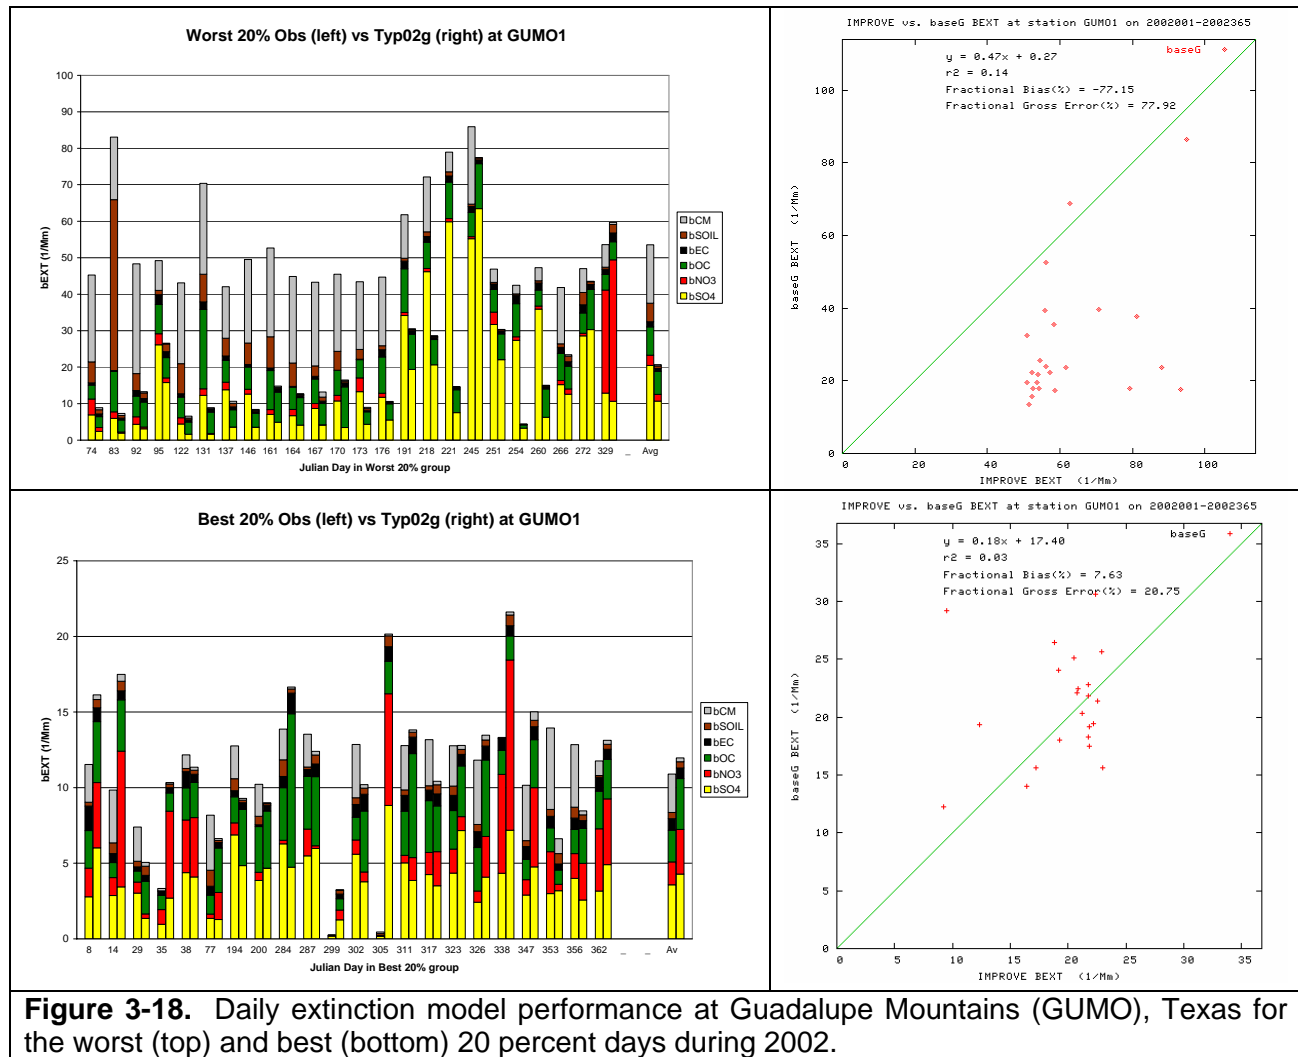 Worst 20% Obs (left) vs Typ02g (right) at GUMO1
bEXT (1/Mm)
100
90
80
70
60
50
40
30
20
10
0
bCM
bSOIL
bEC
bOC
bNO3
bSO4
74 83 92 95 122 131 137 146 161 164 167 170 173 176 191 218 221 245 251 254 260 266 272 329 _ Avg
Julian Day in Worst 20% group
IMPROVE vs. baseG BEXT at station GUMO1 on 2002001-2002365
baseG
y = 0.47x + 0.27
r2 = 0.14
Fractional Bias(%) = -77.15
Fractional Gross Error(%) = 77.92
baseG BEXT (1/Mm)
100
80
60
40
20
0
0 20 40 60 80 100
IMPROVE BEXT (1/Mm)
Best 20% Obs (left) vs Typ02g (right) at GUMO1
bEXT (1/Mm)
25
20
15
10
5
0
bCM
bSOIL
bEC
bOC
bNO3
bSO4
8 14 29 35 38 77 194 200 284 287 299 302 305 311 317 323 326 338 347 353 356 362 _ _ Av
Julian Day in Best 20% group
IMPROVE vs. baseG BEXT at station GUMO1 on 2002001-2002365
baseG
y = 0.18x + 17.40
r2 = 0.03
Fractional Bias(%) = 7.63
Fractional Gross Error(%) = 20.75
baseG BEXT (1/Mm)
35
30
25
20
15
10
5
0
0 5 10 15 20 25 30 35
IMPROVE BEXT (1/Mm)
Figure 3-18. Daily extinction model performance at Guadalupe Mountains (GUMO), Texas for
the worst (top) and best (bottom) 20 percent days during 2002.